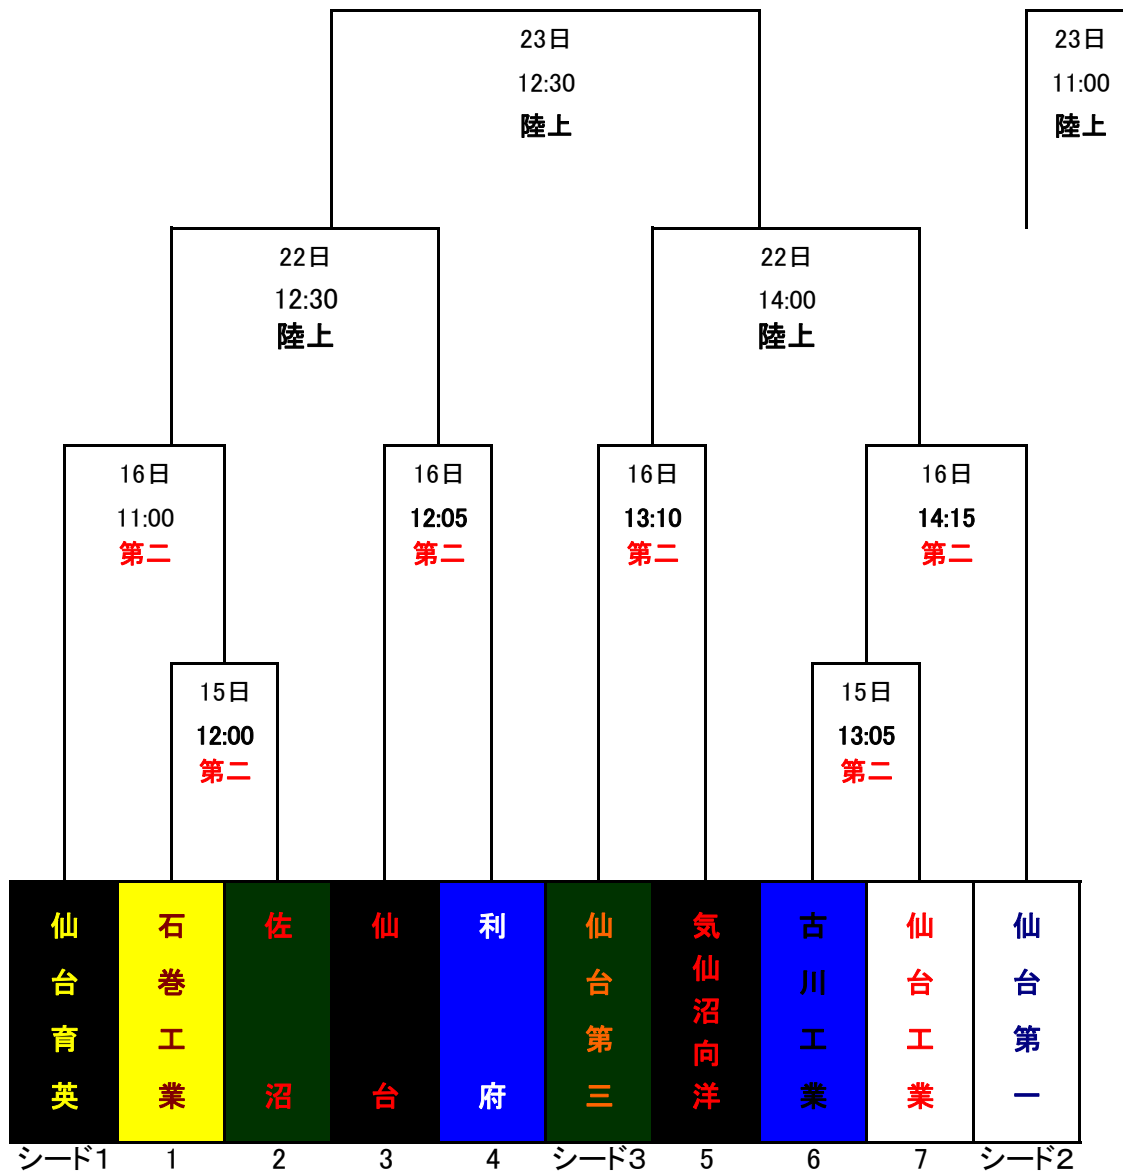 23日
12:30
陸上
23日
11:00
陸上
22日
12:30
陸上
22日
14:00
陸上
16日
11:00
第二
16日
12:05
第二
16日
13:10
第二
16日
14:15
第二
15日
12:00
第二
15日
13:05
第二
仙台育英
石巻工業
佐沼
仙台
利府
仙台第三
気仙沼向洋
古川工業
仙台工業
仙台第一
シード1
1
2
3
4
シード3
5
6
7
シード2